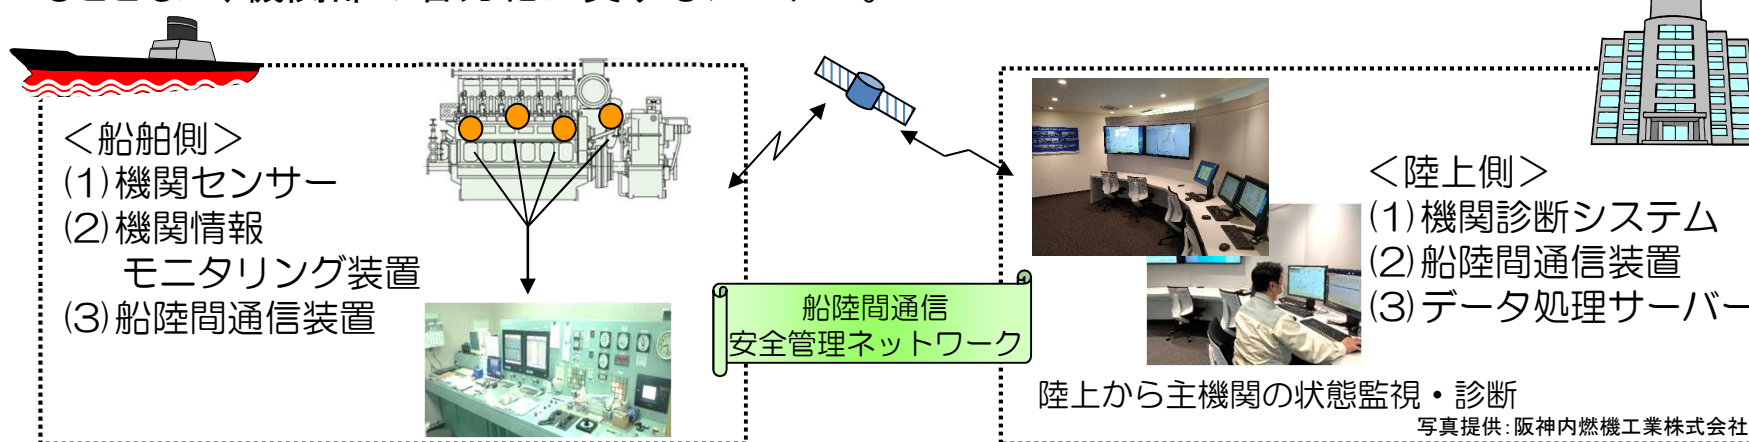 ＜船舶側＞
(1)機関センサー
(2)機関情報
モニタリング装置
(3)船陸間通信装置
船陸間通信
安全管理ネットワーク
＜陸上側＞
(1)機関診断システム
(2)船陸間通信装置
(3)データ処理サーバー
陸上から主機関の状態監視・診断
写真提供:阪神内燃機工業株式会社